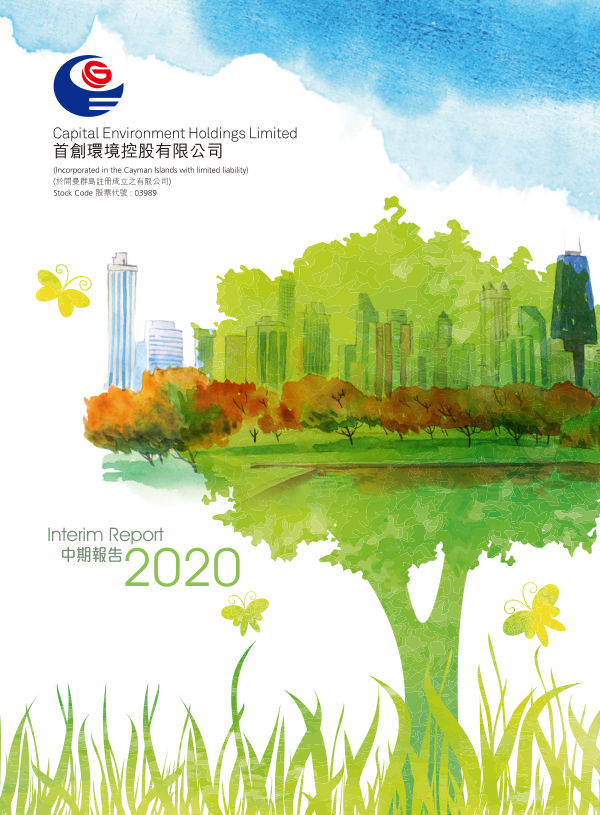 Capital Environment Holdings Limited
首創環境控股有限公司
(Incorporated in the Cayman Islands with limited liability)
(於開曼群島註冊成立之有限公司)
Stock Code 股票代號 : 03989
Interim Report
中期報告
2020